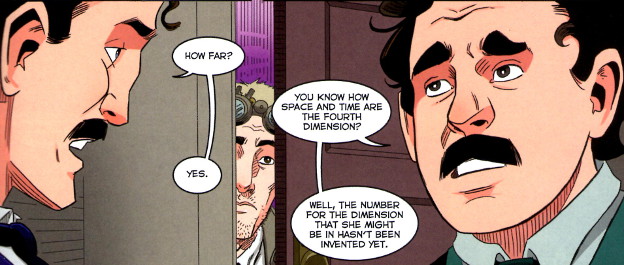 HOW FAR?
YES.
YOU KNOW HOW
SPACE AND TIME ARE
THE FOURTH
DIMENSION?
WELL, THE NUMBER
FOR THE DIMENSION
THAT SHE MIGHT
BE IN HASN'T BEEN
INVENTED YET.